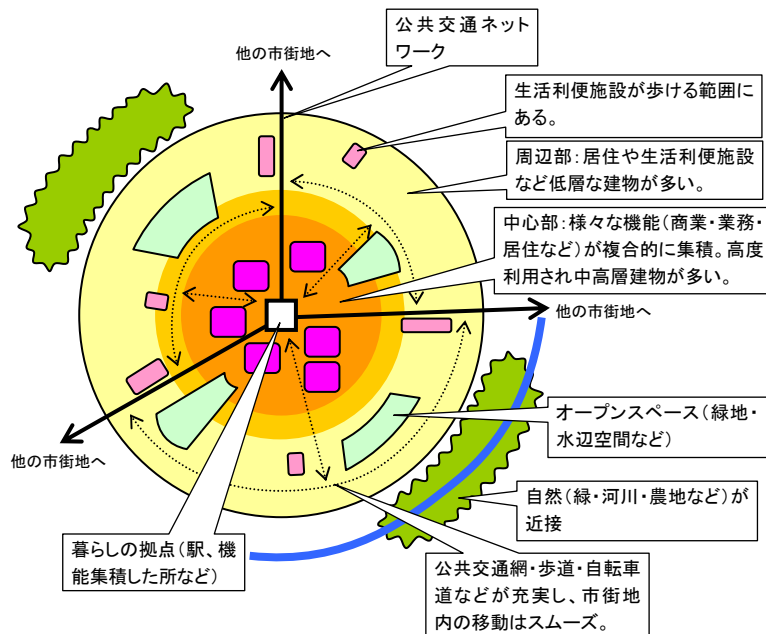 公共交通ネット
ワーク
他の市街地へ
生活利便施設が歩ける範囲に
ある。
周辺部：居住や生活利便施設
など低層な建物が多い。
中心部：様々な機能（商業・業務・
居住など）が複合的に集積。高度
利用され中高層建物が多い。
他の市街地へ
オープンスペース（緑地・
水辺空間など）
他の市街地へ
自然（緑・河川・農地など）が
近接
暮らしの拠点（駅、機
能集積した所など）
公共交通網・歩道・自転車
道などが充実し、市街地
内の移動はスムーズ。